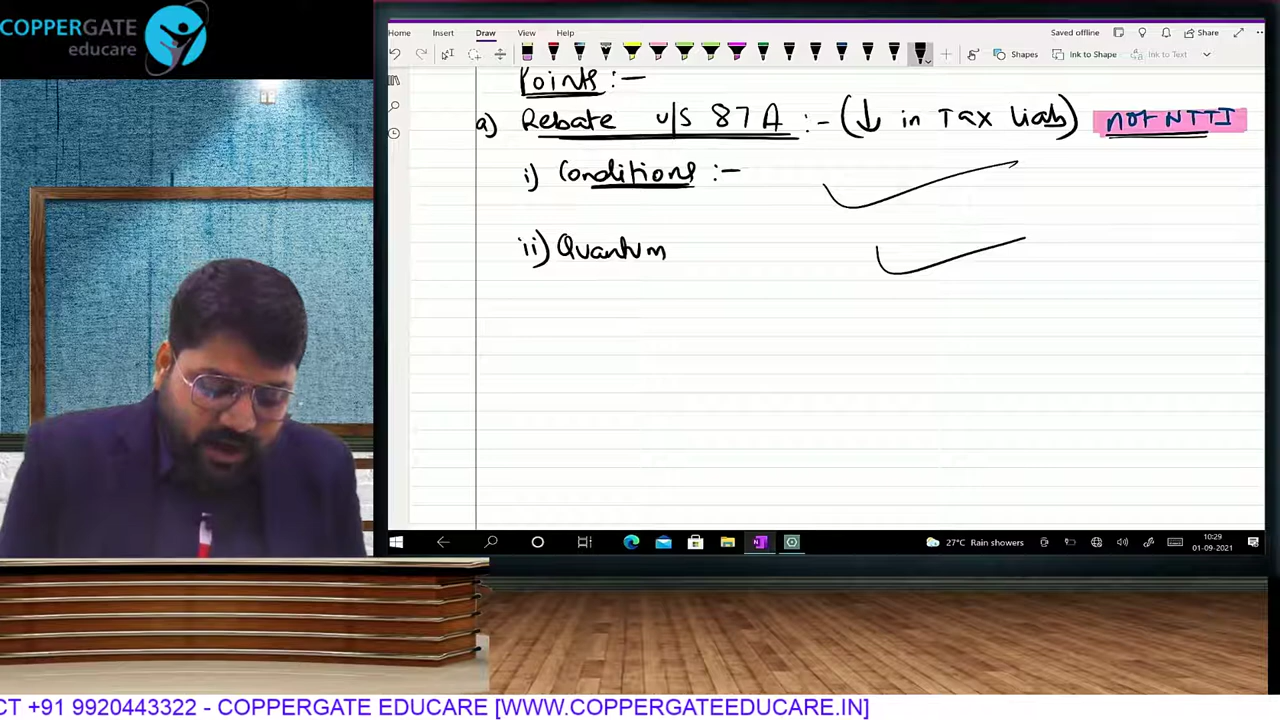 COPPERGATE
educare
Home Insert Draw View Help Saved offline Share
Shapes Ink to Shape Ink to Text
Points :-
a) Rebate u/s 87A :- (↓ in Tax liab) not NTTI
i) Conditions :-
ii) Quantum
27°C Rain showers 10:29
01-09-2021
CT +91 9920443322 - COPPERGATE EDUCARE [WWW.COPPERGATEEDUCARE.IN]